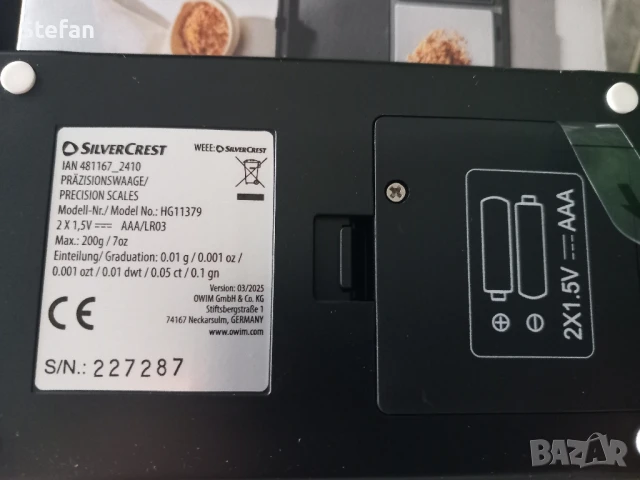 Stefan
SILVERCREST
WEEE: SILVERCREST
IAN 481167_2410
PRÄZISIONSWAAGE/
PRECISION SCALES
Modell-Nr./ Model No.: HG11379
2 X 1,5V AAA/LR03
Max.: 200g / 7oz
Einteilung/ Graduation: 0.01 g / 0.001 oz /
0.001 ozt / 0.01 dwt / 0.05 ct / 0.1 gn
Version: 03/2025
OWIM GmbH & Co. KG
Stiftsbergstraße 1
74167 Neckarsulm, GERMANY
www.owim.com
CE
S/N.: 227287
2X1.5V AAA
BAZAR